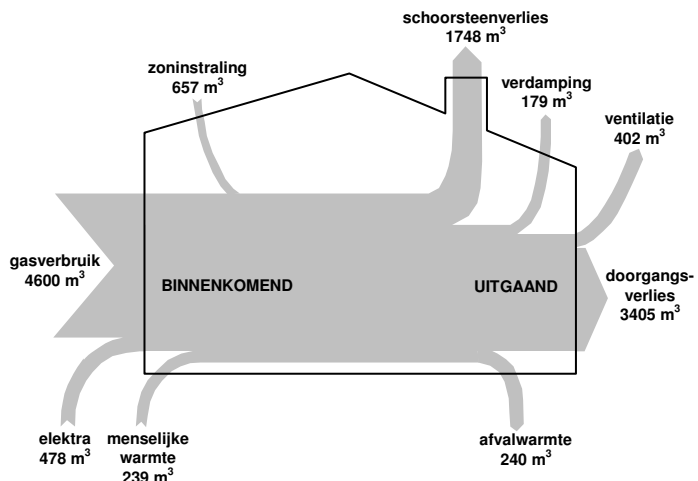 schoorsteenverlies
1748 m³
zoninstraling
657 m³
verdamping
179 m³
ventilatie
402 m³
gasverbruik
4600 m³
BINNENKOMEND
UITGAAND
doorgangs-
verlies
3405 m³
elektra
478 m³
menselijke
warmte
239 m³
afvalwarmte
240 m³